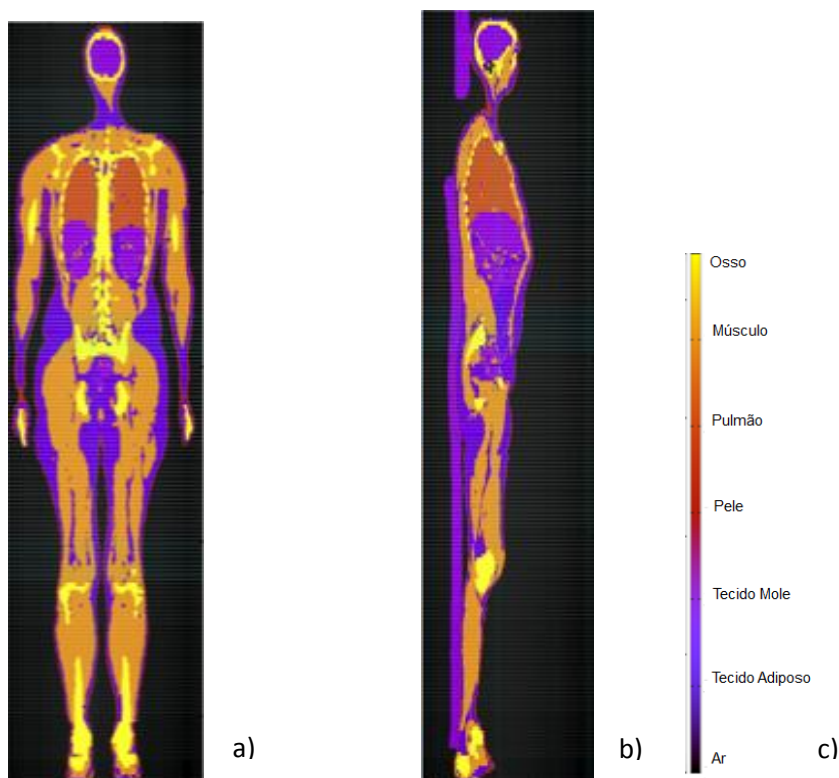 Osso
Músculo
Pulmão
Pele
Tecido Mole
Tecido Adiposo
Ar
a)
b)
c)